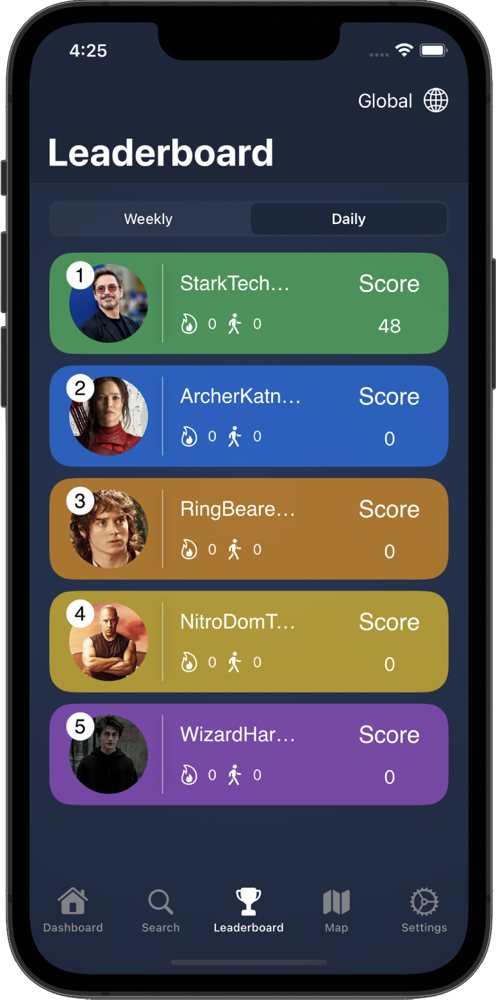 4:25
Global
Leaderboard
Weekly Daily
1 StarkTech... Score
0 0 48
2 ArcherKatn... Score
0 0 0
3 RingBeare... Score
0 0 0
4 NitroDomT... Score
0 0 0
5 WizardHar... Score
0 0 0
Dashboard Search Leaderboard Map Settings